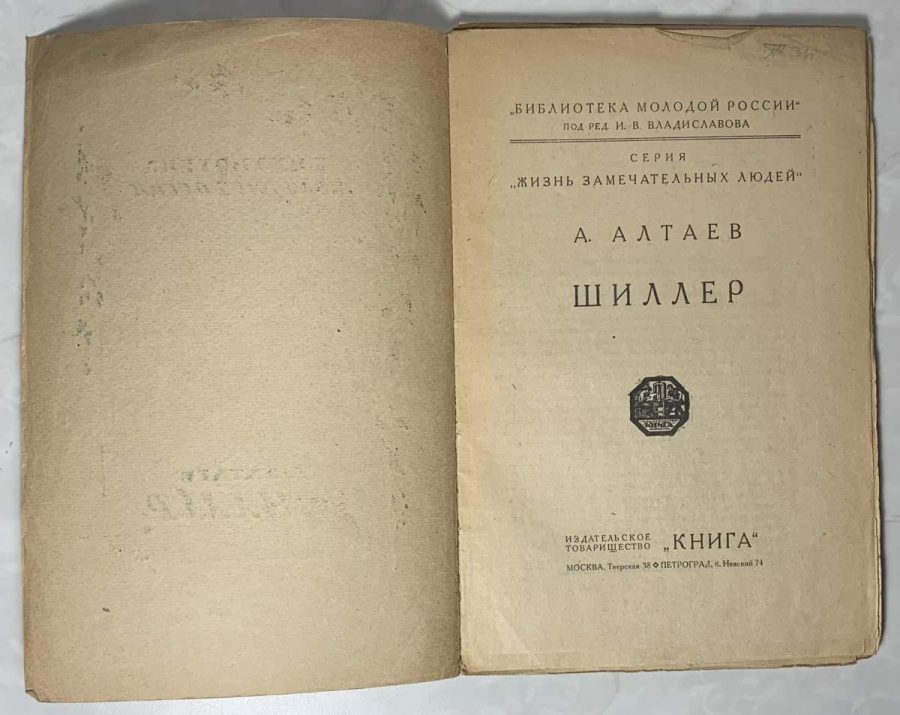 „БИБЛИОТЕКА МОЛОДОЙ РОССИИ“
ПОД РЕД. И. В. ВЛАДИСЛАВОВА
СЕРИЯ
„ЖИЗНЬ ЗАМЕЧАТЕЛЬНЫХ ЛЮДЕЙ“
А. АЛТАЕВ
ШИЛЛЕР
КНИГА
ИЗДАТЕЛЬСКОЕ
ТОВАРИЩЕСТВО „КНИГА“
МОСКВА, Тверская 38 ❖ ПЕТРОГРАД, б. Невский 74